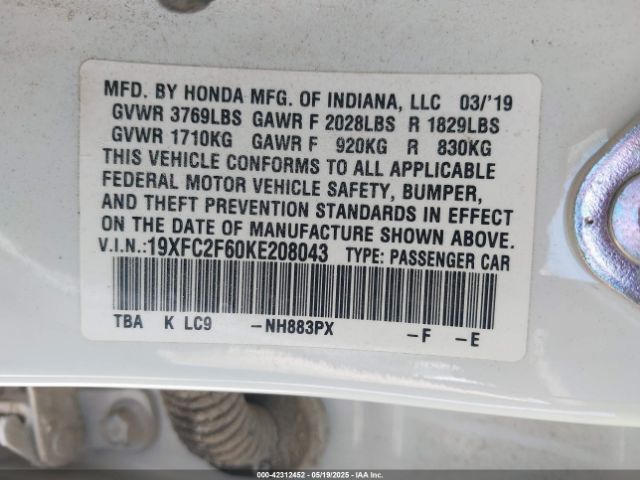 MFD. BY HONDA MFG. OF INDIANA, LLC 03/'19
GVWR 3769LBS GAWR F 2028LBS R 1829LBS
GVWR 1710KG GAWR F 920KG R 830KG
THIS VEHICLE CONFORMS TO ALL APPLICABLE
FEDERAL MOTOR VEHICLE SAFETY, BUMPER,
AND THEFT PREVENTION STANDARDS IN EFFECT
ON THE DATE OF MANUFACTURE SHOWN ABOVE.
V.I.N.:19XFC2F60KE208043 TYPE: PASSENGER CAR
TBA K LC9 -NH883PX -F -E
000-42312452 - 05/19/2025 - IAA Inc.